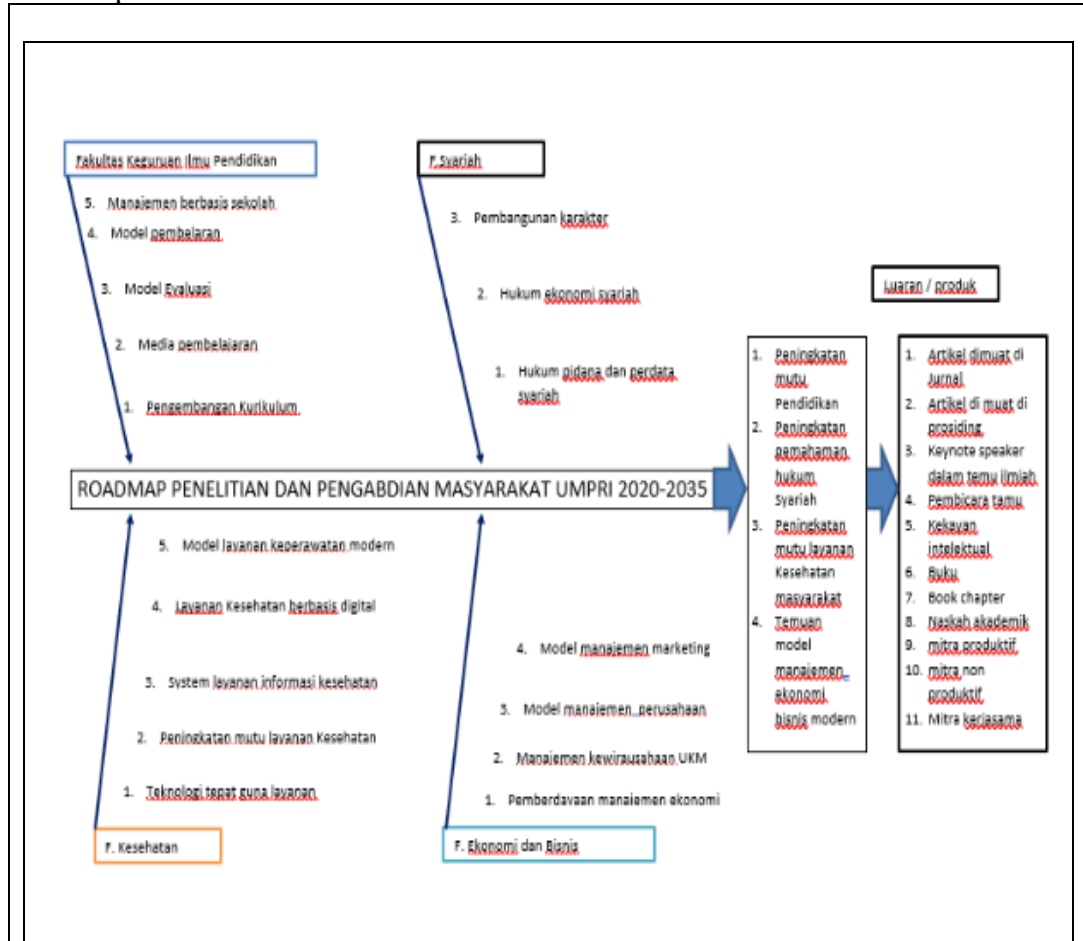 Fakultas Keguruan Ilmu Pendidikan
5. Manajemen berbasis sekolah
4. Model pembelaran
3. Model Evaluasi
2. Media pembelajaran
1. Pengembangan Kurikulum
F.Syariah
3. Pembangunan karakter
2. Hukum ekonomi syariah
1. Hukum pidana dan perdata
syariah
ROADMAP PENELITIAN DAN PENGABDIAN MASYARAKAT UMPRI 2020-2035
5. Model layanan keperawatan modern
4. Layanan Kesehatan berbasis digital
3. System layanan informasi kesehatan
2. Peningkatan mutu layanan Kesehatan
1. Teknologi tepat guna layanan
F. Kesehatan
4. Model manajemen marketing
3. Model manajemen perusahaan
2. Manajemen kewirausahaan UKM
1. Pemberdayaan manajemen ekonomi
F. Ekonomi dan Bisnis
1. Peningkatan
mutu
Pendidikan
2. Peningkatan
pemahaman
hukum
Syariah
3. Peningkatan
mutu layanan
Kesehatan
masyarakat
4. Temuan
model
manajemen
ekonomi
bisnis modern
Luaran / produk
1. Artikel dimuat di
Jurnal
2. Artikel di muat di
prosiding
3. Keynote speaker
dalam temu ilmiah
4. Pembicara tamu
5. Kekayan
intelektual
6. Buku
7. Book chapter
8. Naskah akademik
9. mitra produktif
10. mitra non
produktif
11. Mitra kerjasama